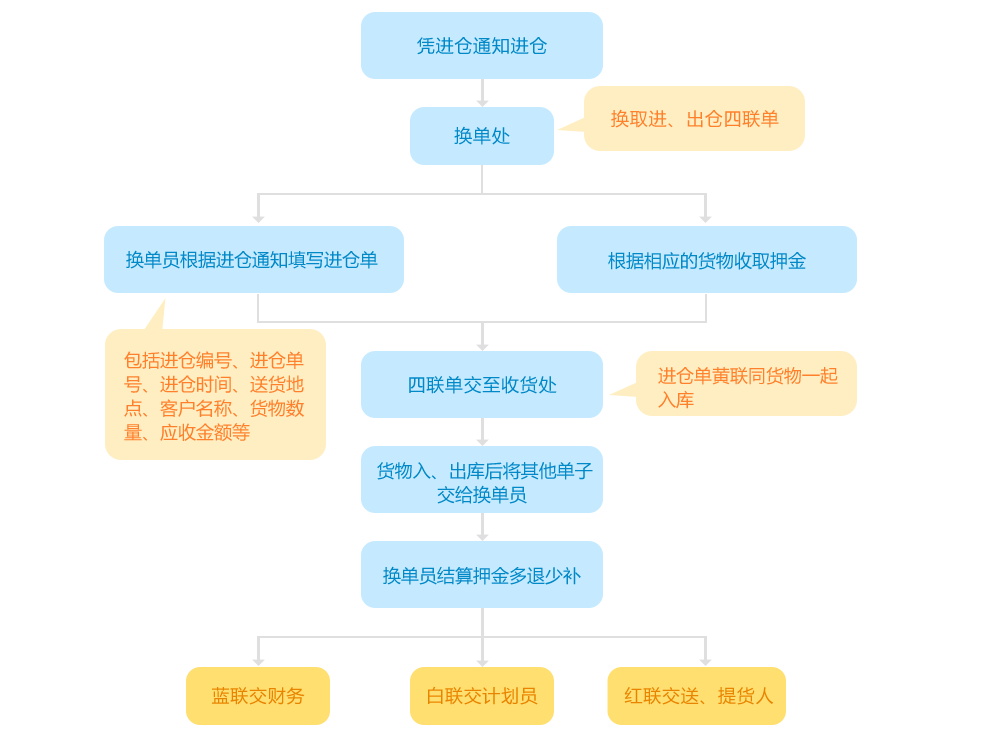 凭进仓通知进仓
换单处
换取进、出仓四联单
换单员根据进仓通知填写进仓单
根据相应的货物收取押金
包括进仓编号、进仓单
号、进仓时间、送货地
点、客户名称、货物数
量、应收金额等
四联单交至收货处
进仓单黄联同货物一起
入库
货物入、出库后将其他单子
交给换单员
换单员结算押金多退少补
蓝联交财务
白联交计划员
红联交送、提货人